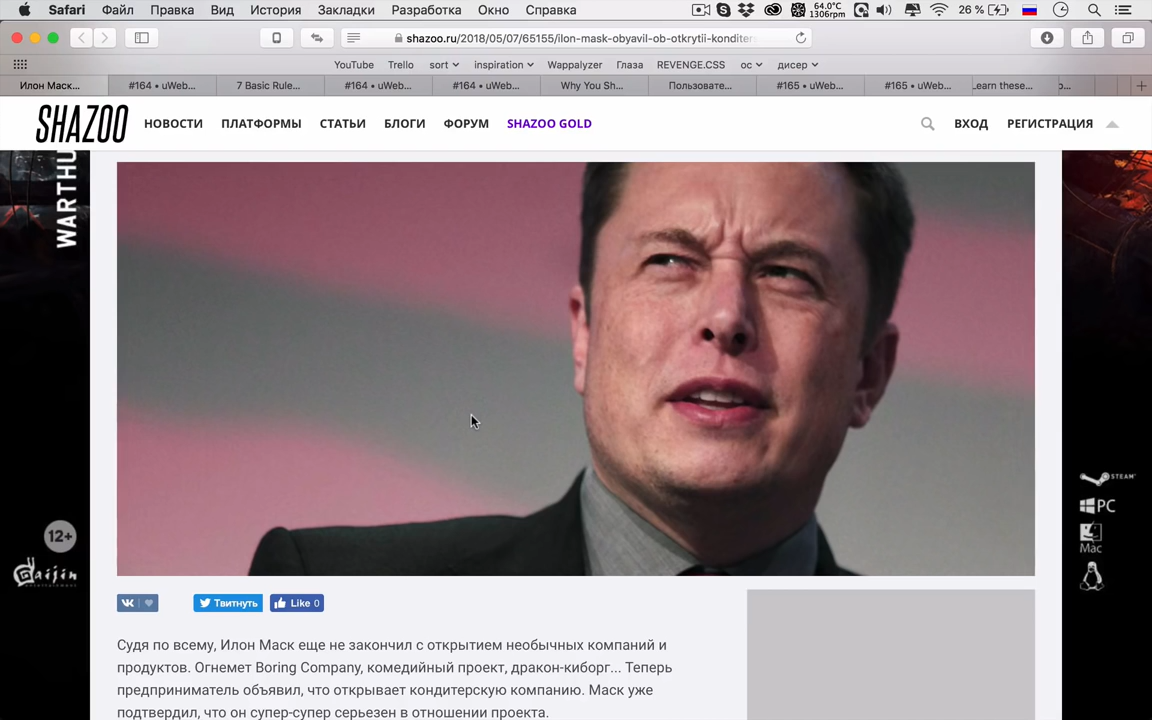 Safari Файл Правка Вид История Закладки Разработка Окно Справка 64.0°C 1306rpm 26 %
shazoo.ru/2018/05/07/65155/ilon-mask-obyavil-ob-otkrytii-konditer
YouTube Trello sort inspiration Wappalyzer Глаза REVENGE.CSS ос дисер
Илон Маск... #164 • uWeb... 7 Basic Rule... #164 • uWeb... #164 • uWeb... Why You Sh... Пользовате... #165 • uWeb... #165 • uWeb... Learn these...
SHAZOO НОВОСТИ ПЛАТФОРМЫ СТАТЬИ БЛОГИ ФОРУМ SHAZOO GOLD ВХОД РЕГИСТРАЦИЯ
WARTHU
STEAM
PC
Mac
12+
Gaijin
VK Твитнуть Like 0
Судя по всему, Илон Маск еще не закончил с открытием необычных компаний и
продуктов. Огнемет Boring Company, комедийный проект, дракон-киборг... Теперь
предприниматель объявил, что открывает кондитерскую компанию. Маск уже
подтвердил, что он супер-супер серьезен в отношении проекта.